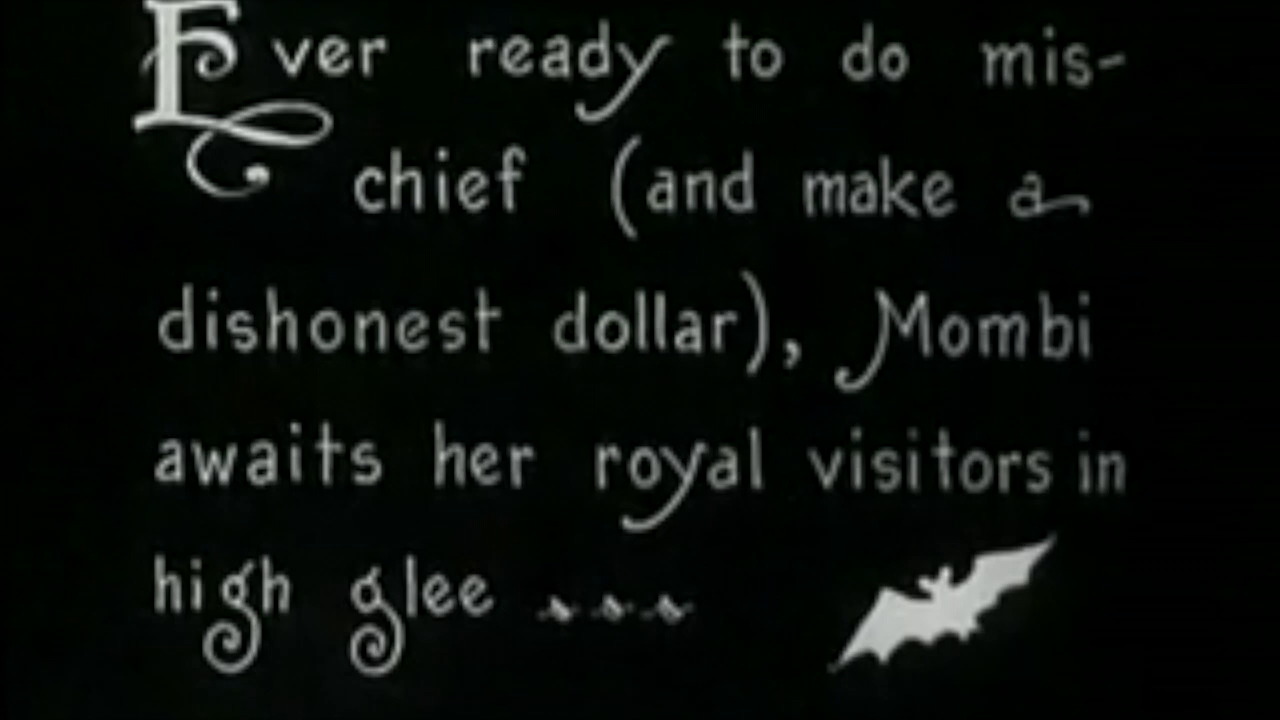 Ever ready to do mis-
chief (and make a
dishonest dollar), Mombi
awaits her royal visitors in
high glee